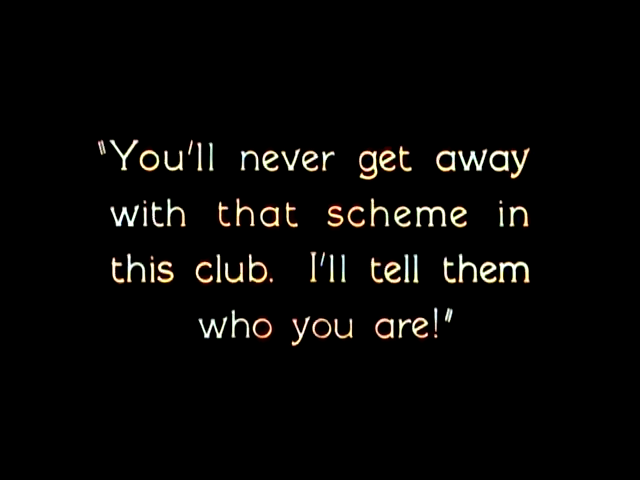 "You'll never get away
with that scheme in
this club. I'll tell them
who you are!"